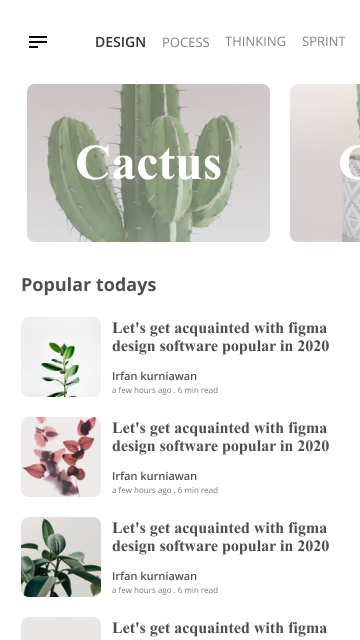 DESIGN POCESS THINKING SPRINT
Cactus C
Popular todays
Let's get acquainted with figma
design software popular in 2020
Irfan kurniawan
a few hours ago . 6 min read
Let's get acquainted with figma
design software popular in 2020
Irfan kurniawan
a few hours ago . 6 min read
Let's get acquainted with figma
design software popular in 2020
Irfan kurniawan
a few hours ago . 6 min read
Let's get acquainted with figma